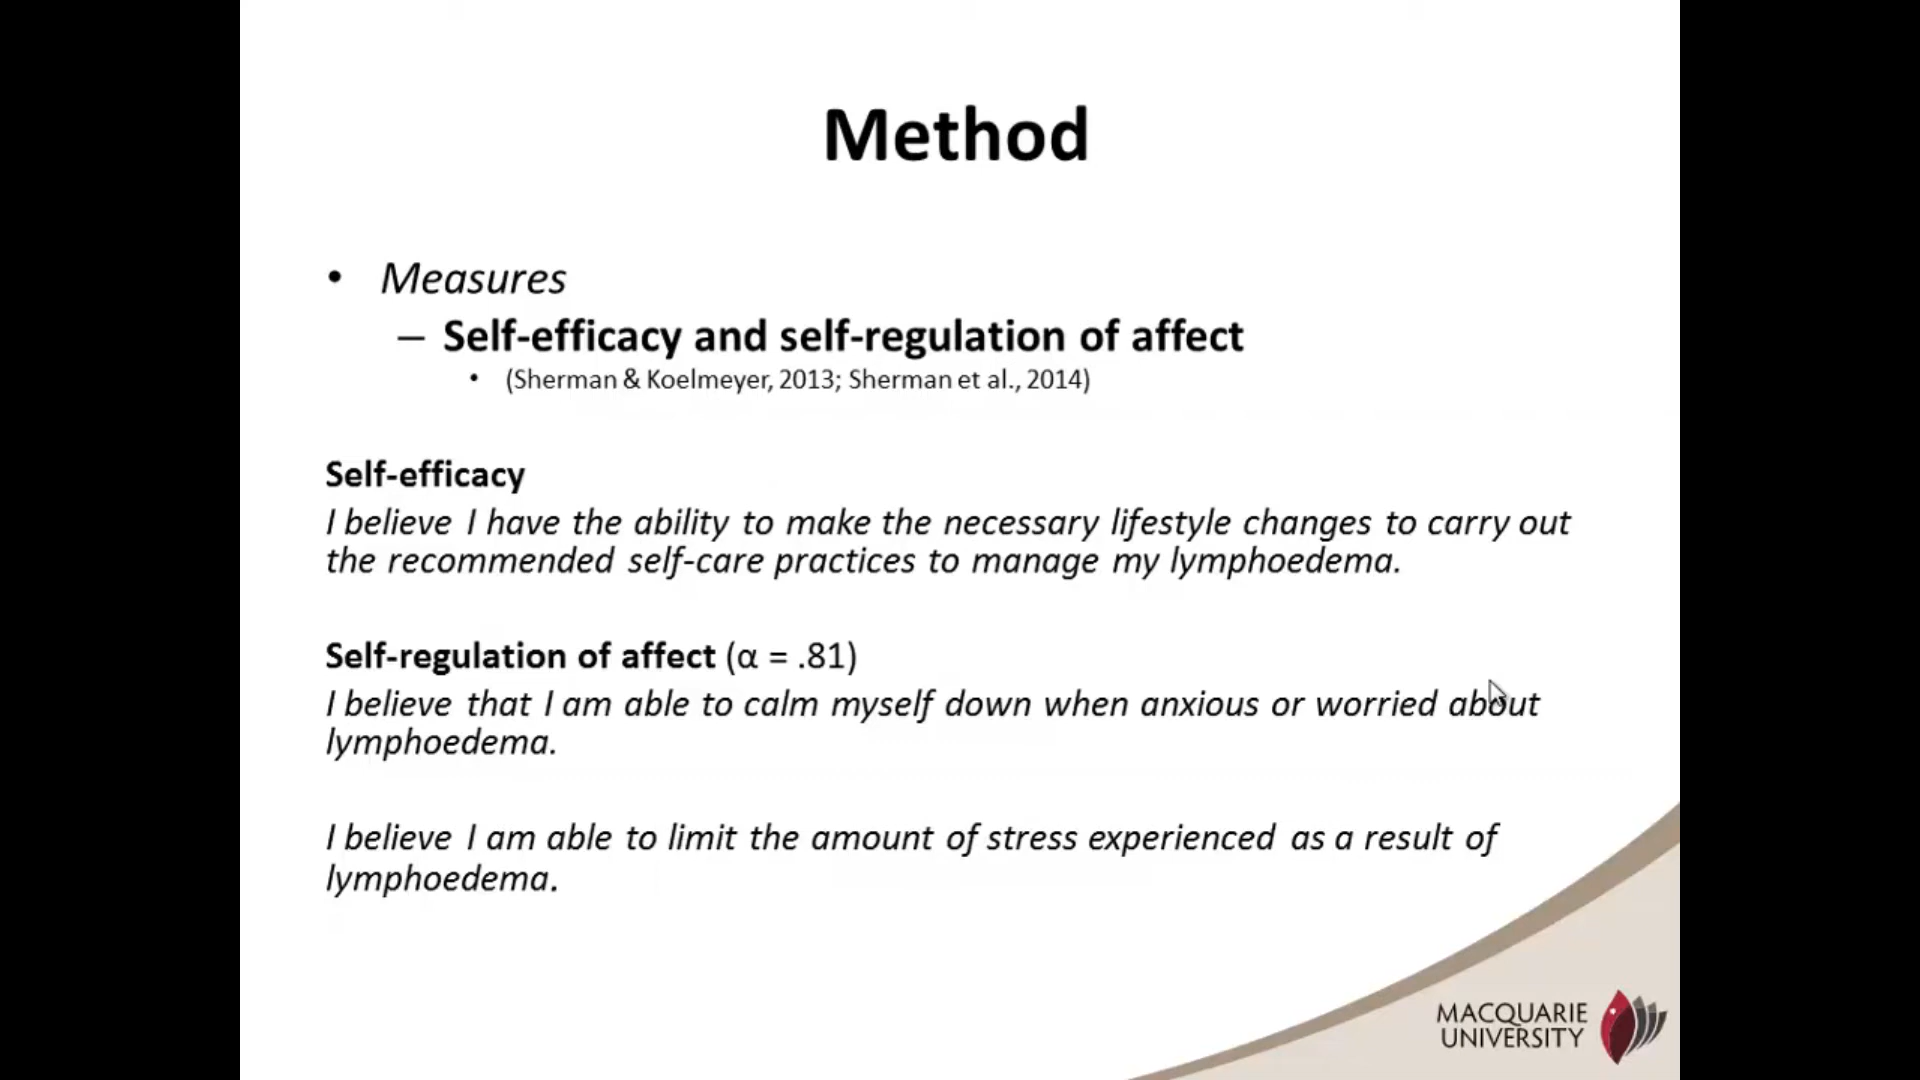 Method
• Measures
– Self-efficacy and self-regulation of affect
• (Sherman & Koelmeyer, 2013; Sherman et al., 2014)
Self-efficacy
I believe I have the ability to make the necessary lifestyle changes to carry out
the recommended self-care practices to manage my lymphoedema.
Self-regulation of affect (α = .81)
I believe that I am able to calm myself down when anxious or worried about
lymphoedema.
I believe I am able to limit the amount of stress experienced as a result of
lymphoedema.
MACQUARIE
UNIVERSITY